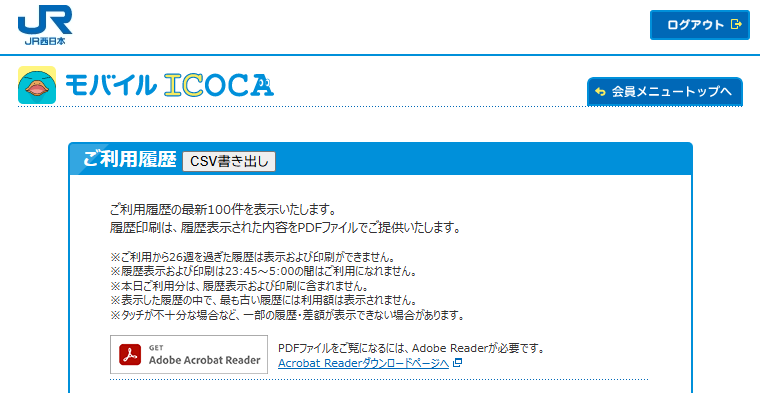 JR
JR西日本
ログアウト
モバイル ICOCA
会員メニュートップへ
ご利用履歴 CSV書き出し
ご利用履歴の最新100件を表示いたします。
履歴印刷は、履歴表示された内容をPDFファイルでご提供いたします。
※ご利用から26週を過ぎた履歴は表示および印刷ができません。
※履歴表示および印刷は23:45～5:00の間はご利用になれません。
※本日ご利用分は、履歴表示および印刷に含まれません。
※表示した履歴の中で、最も古い履歴には利用額は表示されません。
※タッチが不十分な場合など、一部の履歴・差額が表示できない場合があります。
GET
Adobe Acrobat Reader
PDFファイルをご覧になるには、Adobe Readerが必要です。
Acrobat Readerダウンロードページへ